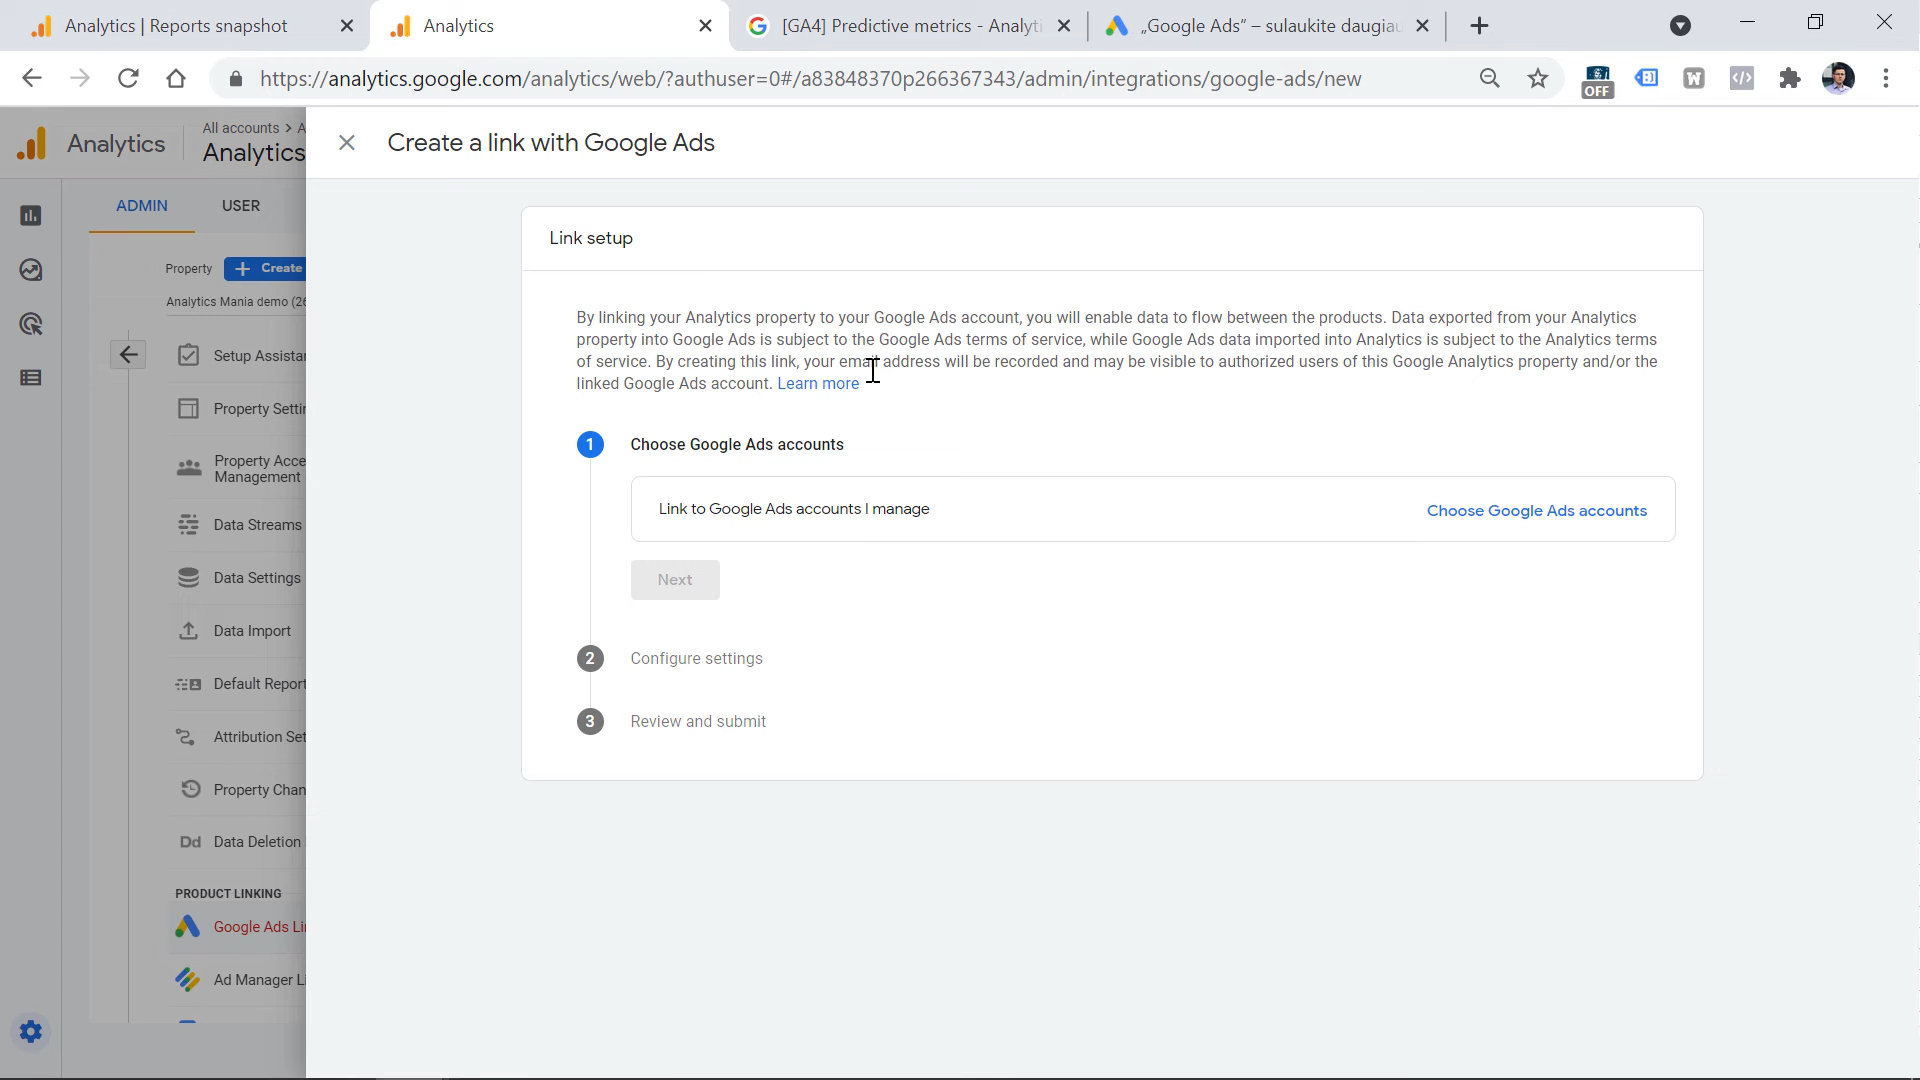 Analytics | Reports snapshot
Analytics
[GA4] Predictive metrics - Analyti
„Google Ads“ – sulaukite daugiau
https://analytics.google.com/analytics/web/?authuser=0#/a83848370p266367343/admin/integrations/google-ads/new
OFF
W
Analytics
All accounts > A
Analytics
Create a link with Google Ads
ADMIN
USER
Property
Create
Analytics Mania demo (26
Setup Assistan
Property Settin
Property Acce
Management
Data Streams
Data Settings
Data Import
Default Report
Attribution Set
Property Chan
Dd
Data Deletion
PRODUCT LINKING
Google Ads Lin
Ad Manager Li
Link setup
By linking your Analytics property to your Google Ads account, you will enable data to flow between the products. Data exported from your Analytics
property into Google Ads is subject to the Google Ads terms of service, while Google Ads data imported into Analytics is subject to the Analytics terms
of service. By creating this link, your email address will be recorded and may be visible to authorized users of this Google Analytics property and/or the
linked Google Ads account. Learn more
1
Choose Google Ads accounts
Link to Google Ads accounts I manage
Choose Google Ads accounts
Next
2
Configure settings
3
Review and submit